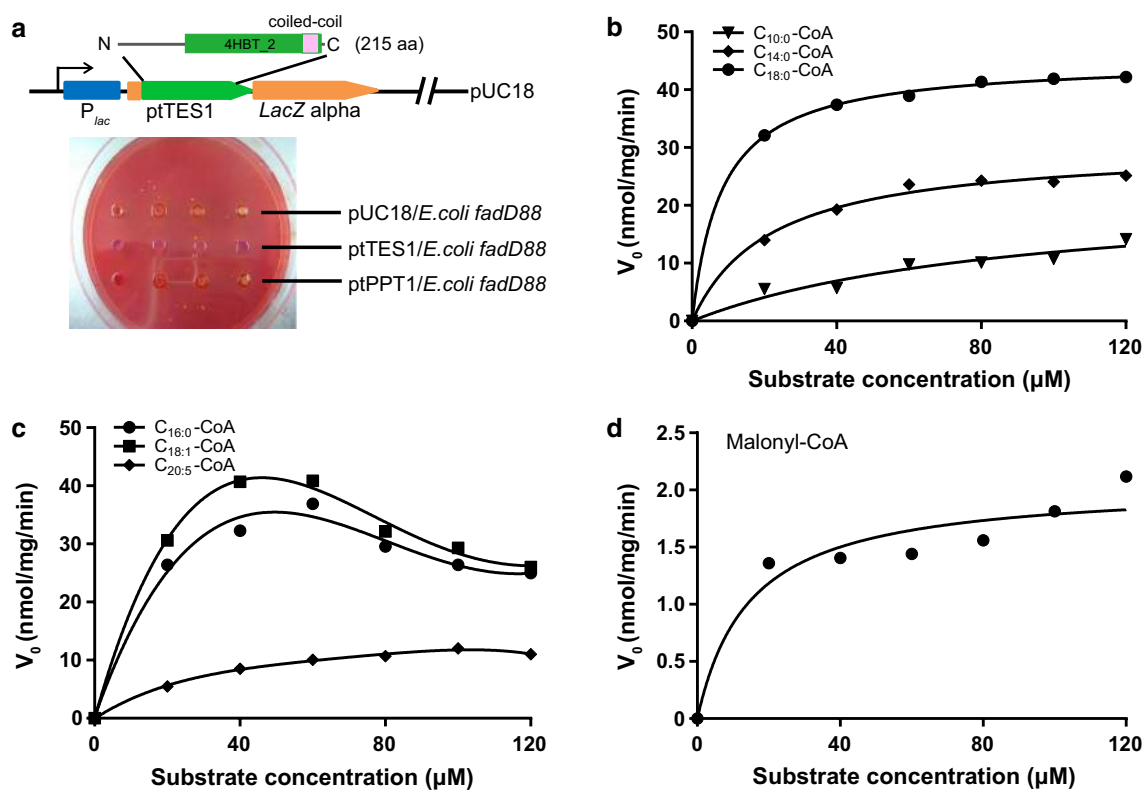 a
coiled-coil
N
4HBT_2
C
(215 aa)
pUC18
P_lac
ptTES1
LacZ alpha
pUC18/E.coli fadD88
ptTES1/E.coli fadD88
ptPPT1/E.coli fadD88
b
C10:0-CoA
C14:0-CoA
C18:0-CoA
50
40
30
20
10
0
V0 (nmol/mg/min)
0 40 80 120
Substrate concentration (µM)
c
C16:0-CoA
C18:1-CoA
C20:5-CoA
50
40
30
20
10
0
V0 (nmol/mg/min)
0 40 80 120
Substrate concentration (µM)
d
Malonyl-CoA
2.5
2.0
1.5
1.0
0.5
0
V0 (nmol/mg/min)
0 40 80 120
Substrate concentration (µM)